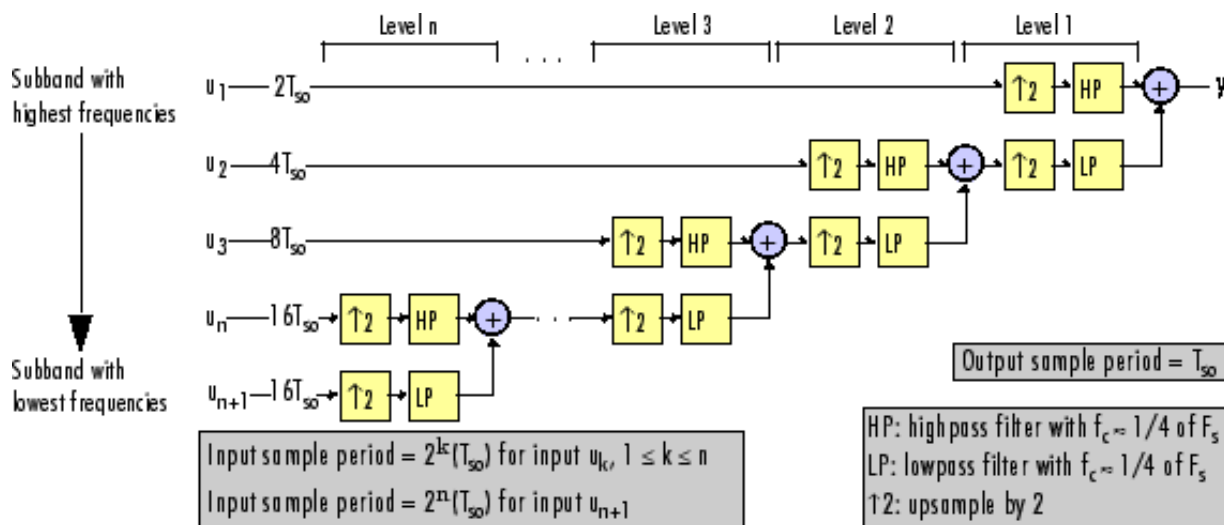 Level n . . . . Level 3 Level 2 Level 1
Subband with
highest frequencies
u₁ 2Tₛₒ ↑2 HP + y
u₂ 4Tₛₒ ↑2 HP + ↑2 LP
u₃ 8Tₛₒ ↑2 HP + ↑2 LP
uₙ 16Tₛₒ ↑2 HP + . . . ↑2 LP
Subband with
lowest frequencies
uₙ₊₁ 16Tₛₒ ↑2 LP
Output sample period = Tₛₒ
Input sample period = 2ᵏ(Tₛₒ) for input uₖ, 1 ≤ k ≤ n
Input sample period = 2ⁿ(Tₛₒ) for input uₙ₊₁
HP: highpass filter with f_c ≈ 1/4 of Fₛ
LP: lowpass filter with f_c ≈ 1/4 of Fₛ
↑2: upsample by 2